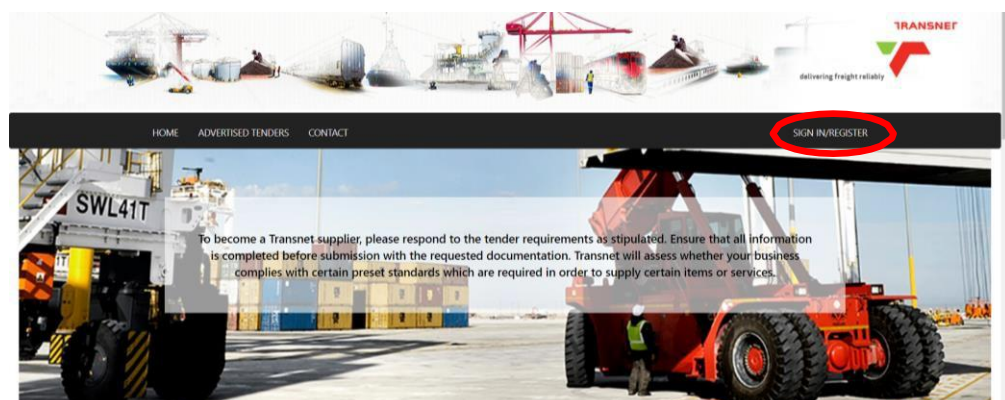 TRANSNET
delivering freight reliably
HOME ADVERTISED TENDERS CONTACT SIGN IN/REGISTER
SWL41T
To become a Transnet supplier, please respond to the tender requirements as stipulated. Ensure that all information
is completed before submission with the requested documentation. Transnet will assess whether your business
complies with certain preset standards which are required in order to supply certain items or services.